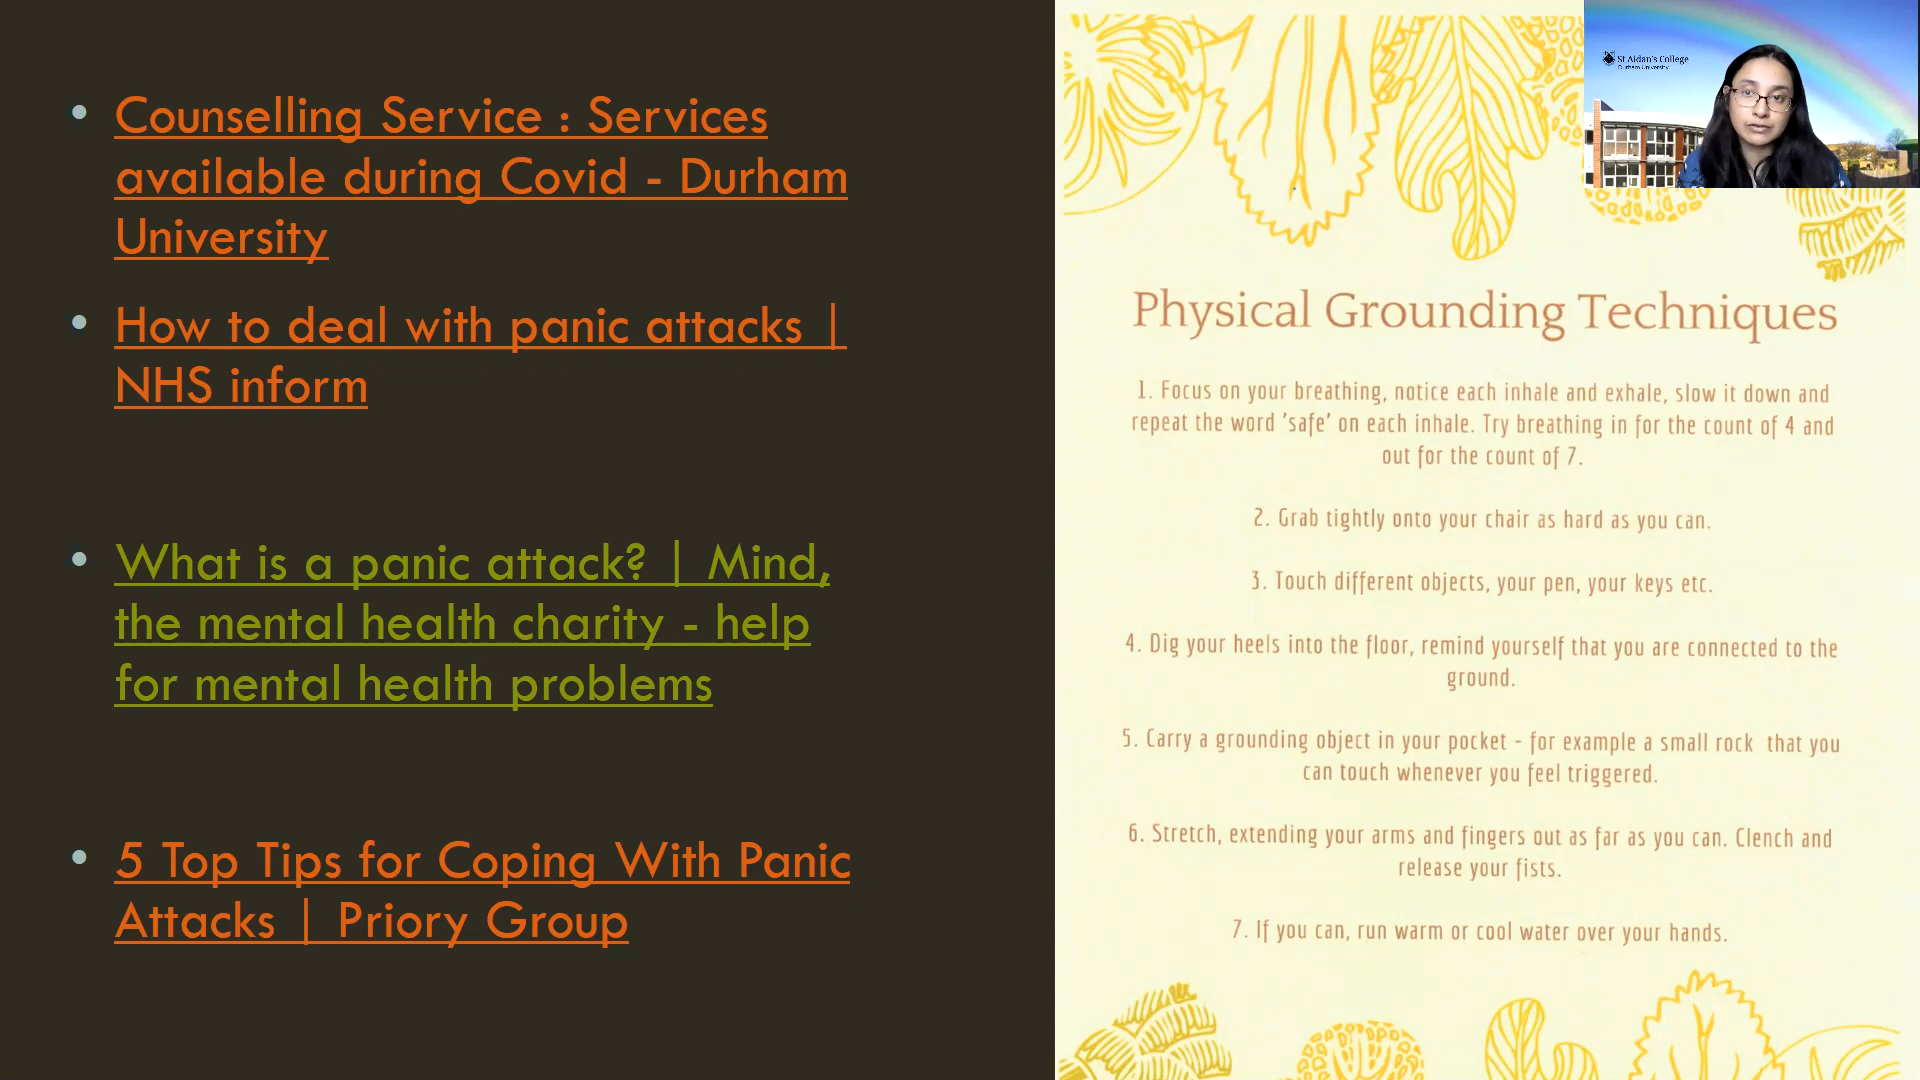 Counselling Service : Services
available during Covid - Durham
University
How to deal with panic attacks |
NHS inform
What is a panic attack? | Mind,
the mental health charity - help
for mental health problems
5 Top Tips for Coping With Panic
Attacks | Priory Group
St Aidan's College
Durham University
Physical Grounding Techniques
1. Focus on your breathing, notice each inhale and exhale, slow it down and
repeat the word 'safe' on each inhale. Try breathing in for the count of 4 and
out for the count of 7.
2. Grab tightly onto your chair as hard as you can.
3. Touch different objects, your pen, your keys etc.
4. Dig your heels into the floor, remind yourself that you are connected to the
ground.
5. Carry a grounding object in your pocket - for example a small rock that you
can touch whenever you feel triggered.
6. Stretch, extending your arms and fingers out as far as you can. Clench and
release your fists.
7. If you can, run warm or cool water over your hands.